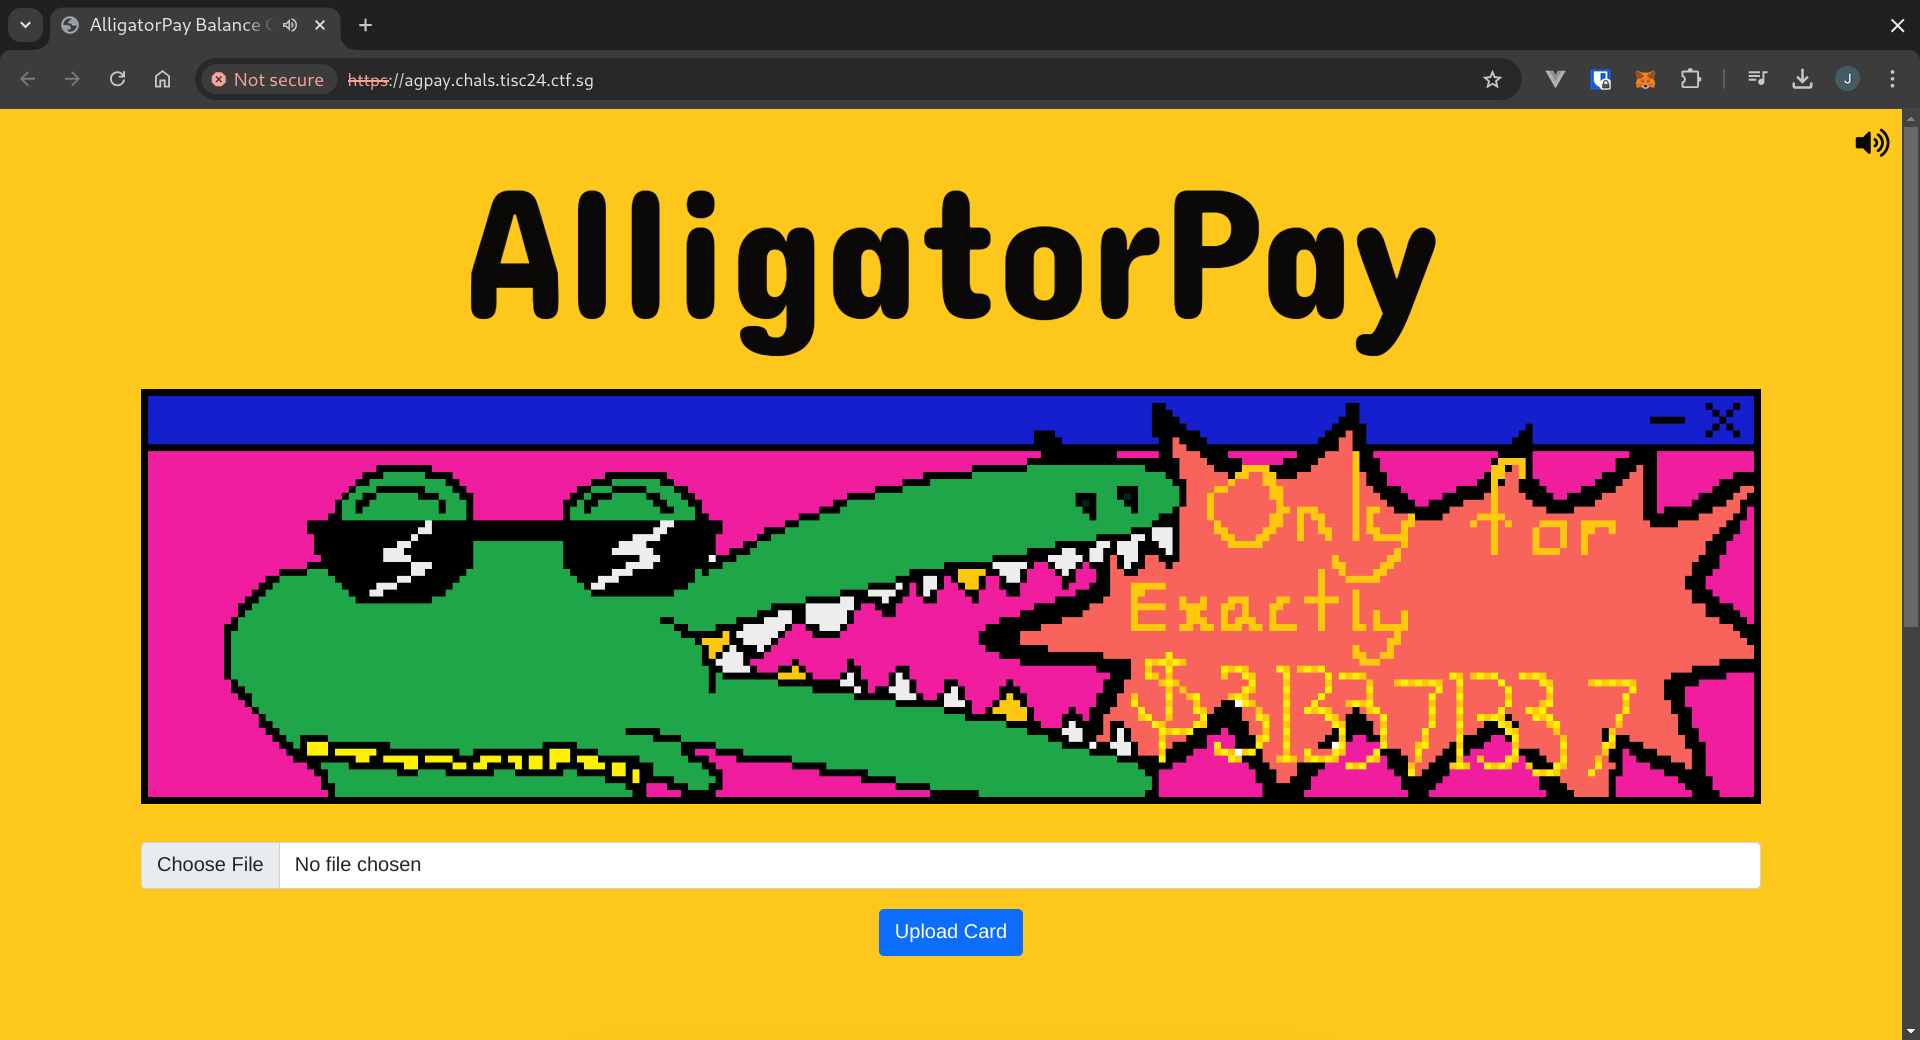 AlligatorPay Balance C
Not secure https://agpay.chals.tisc24.ctf.sg
J
AlligatorPay
Only for
Exactly
$313371337
Choose File No file chosen
Upload Card